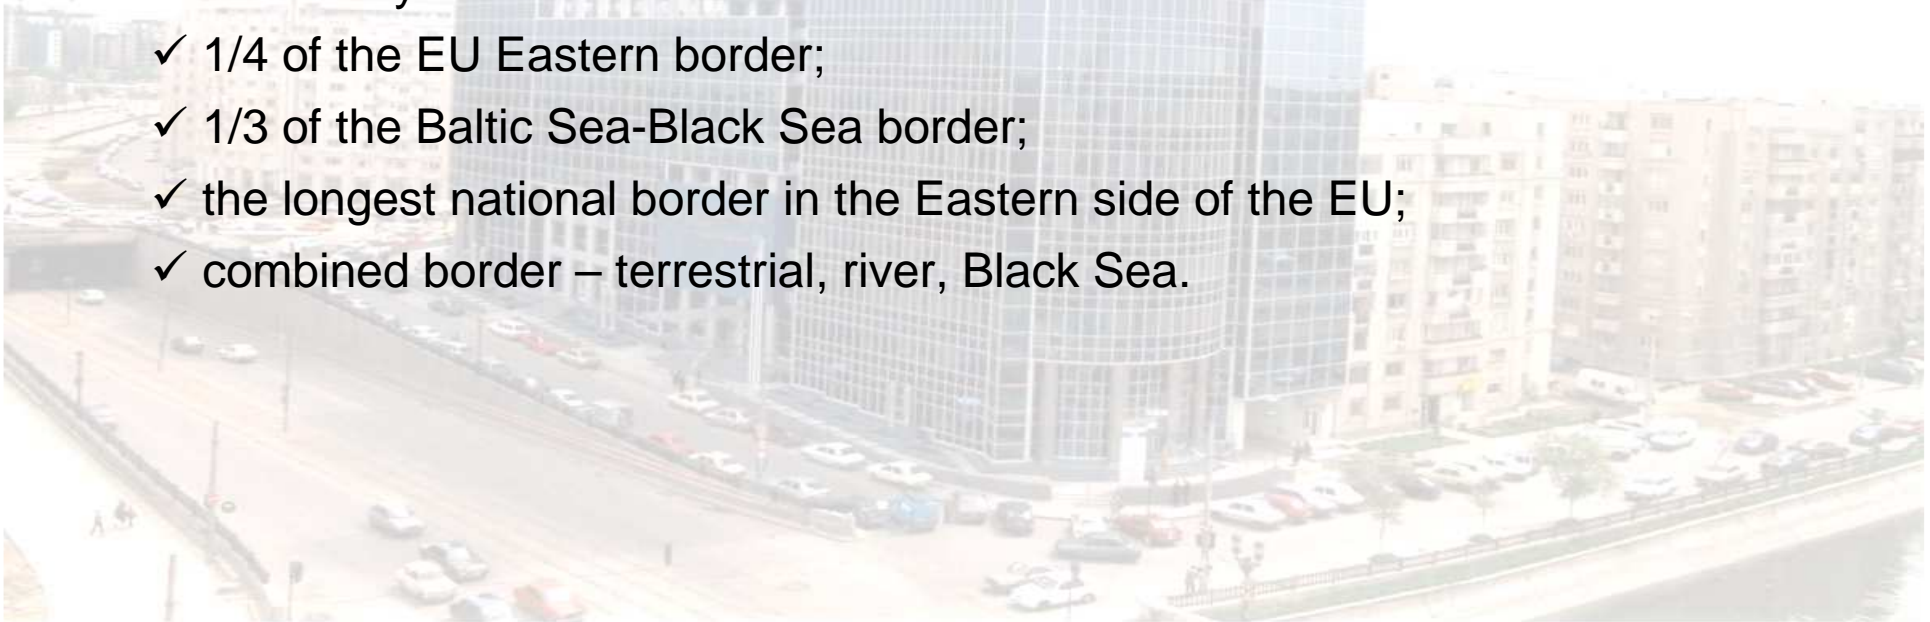 ✓ 1/4 of the EU Eastern border;
✓ 1/3 of the Baltic Sea-Black Sea border;
✓ the longest national border in the Eastern side of the EU;
✓ combined border – terrestrial, river, Black Sea.